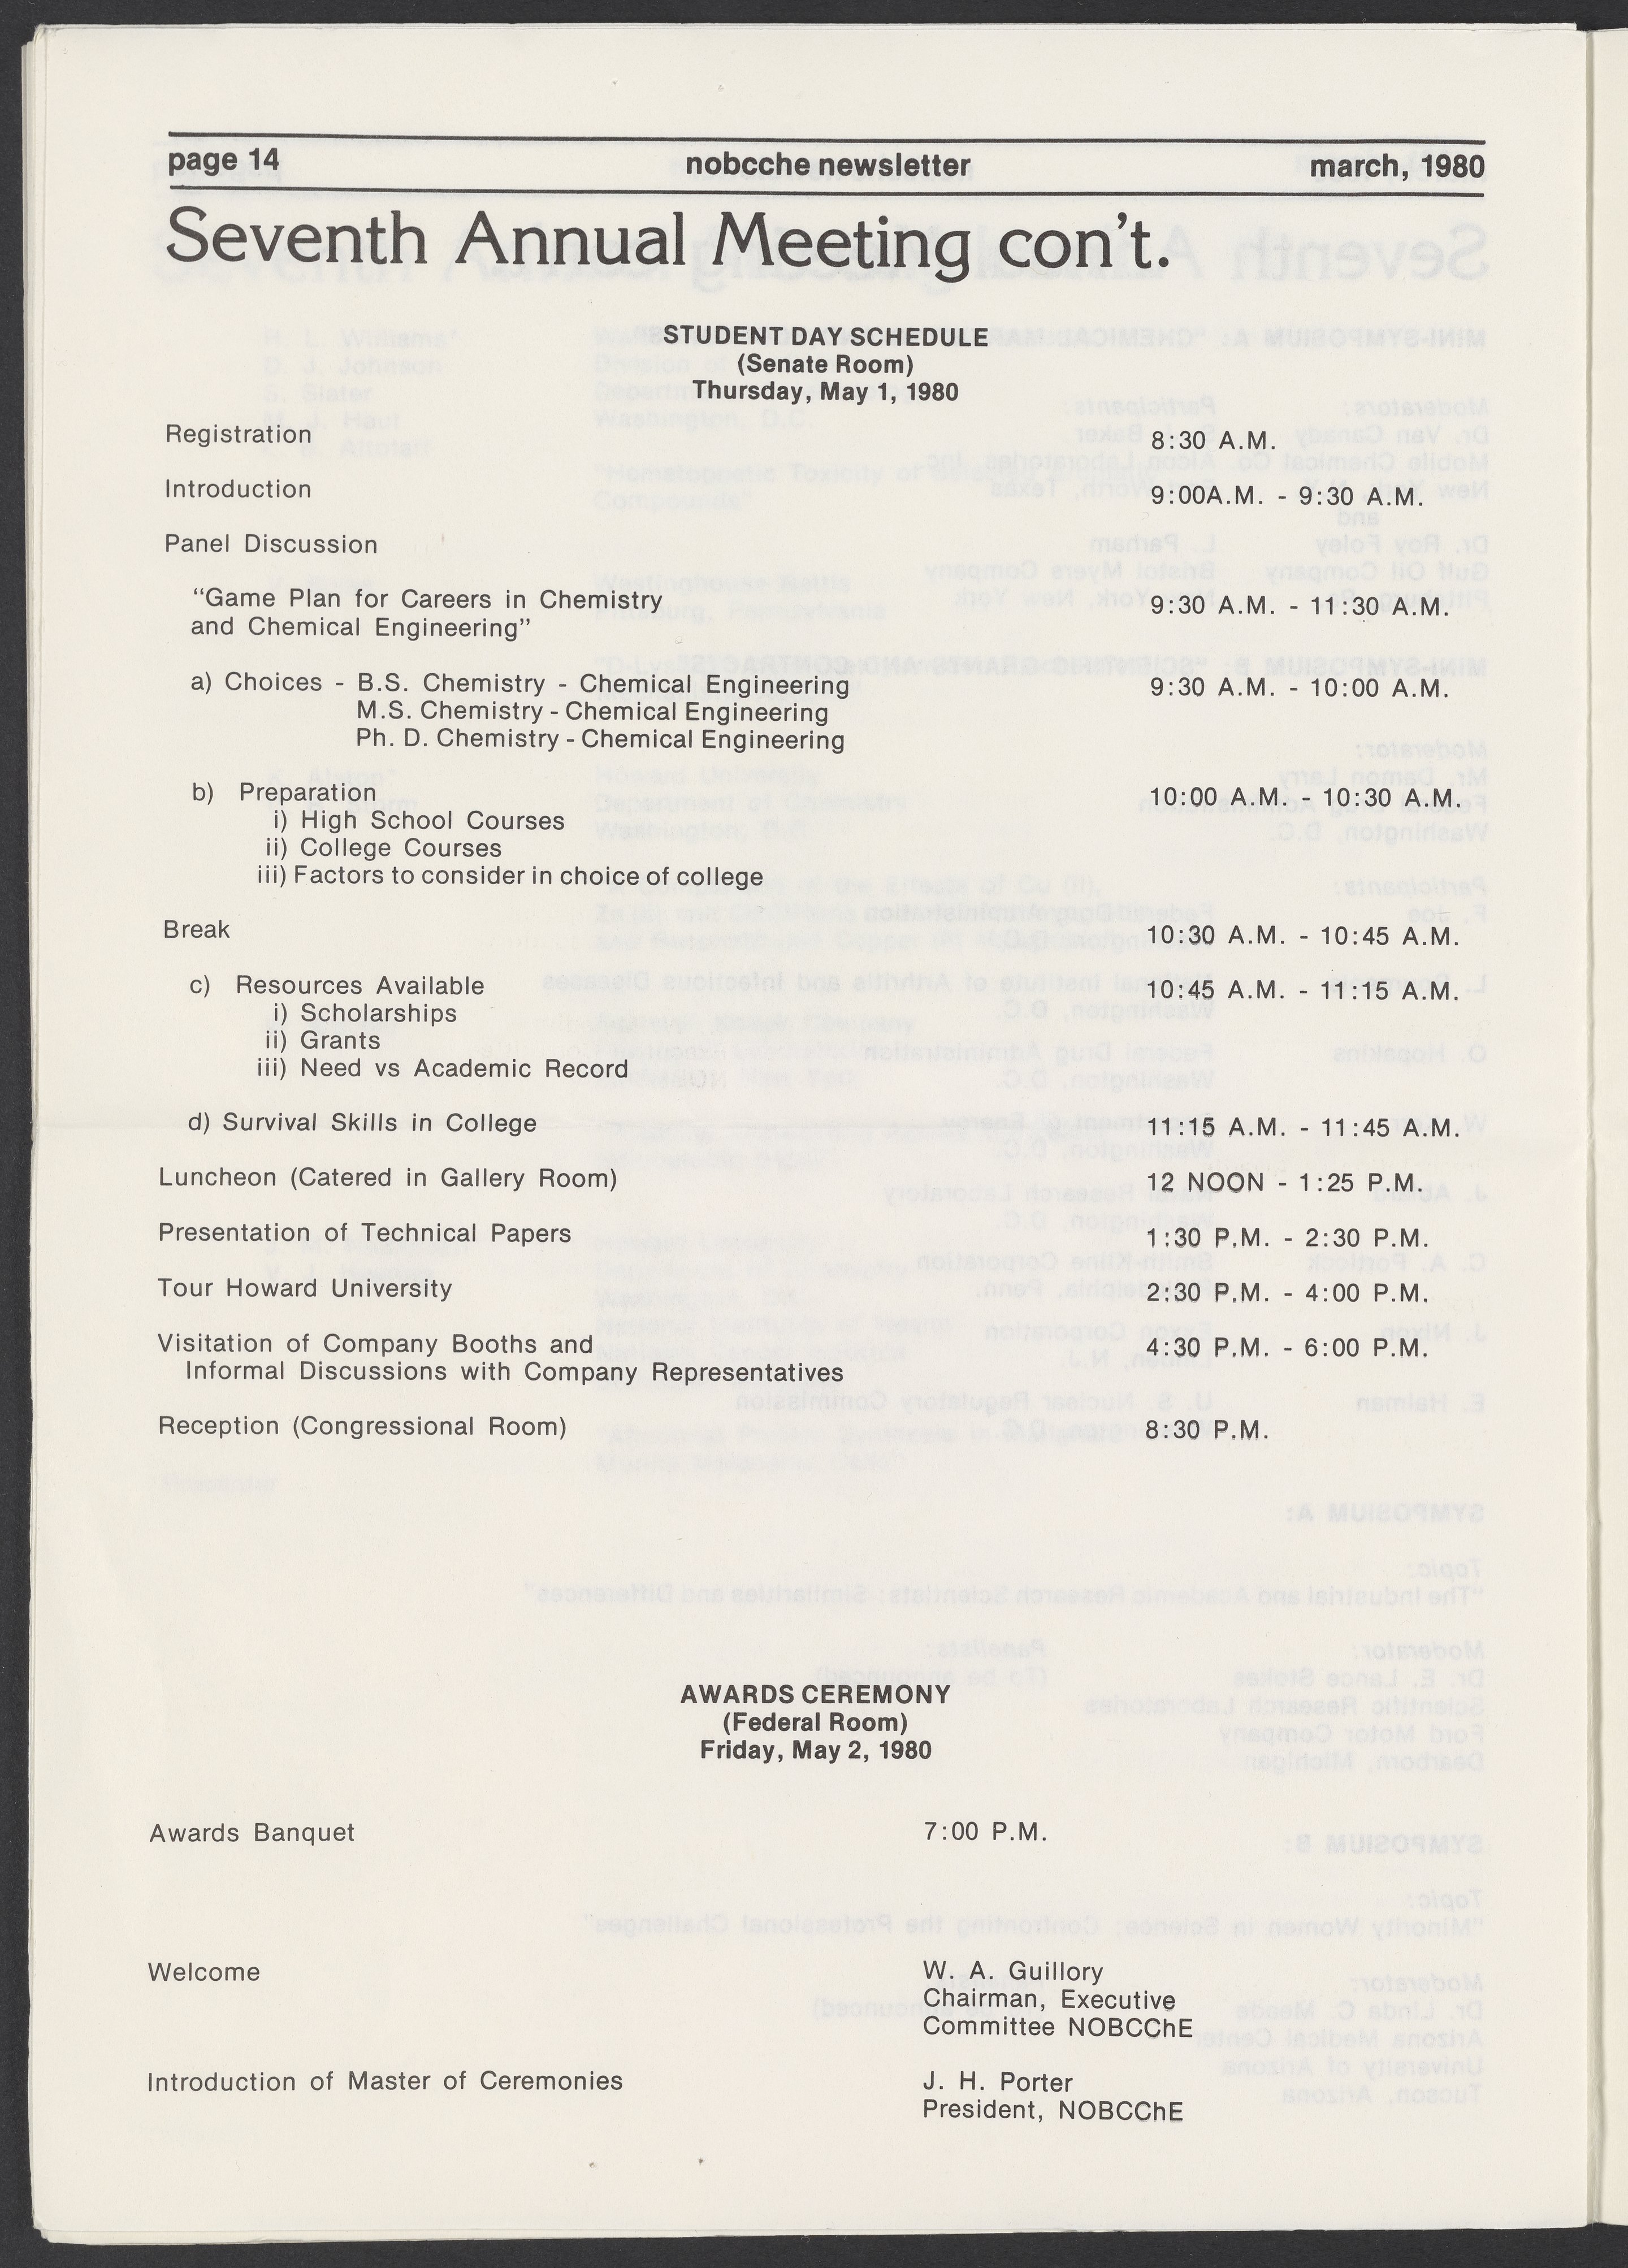 page 14 nobcche newsletter march, 1980
Seventh Annual Meeting con't.
STUDENT DAY SCHEDULE
(Senate Room)
Thursday, May 1, 1980
Registration 8:30 A.M.
Introduction 9:00A.M. - 9:30 A.M.
Panel Discussion
“Game Plan for Careers in Chemistry 9:30 A.M. - 11:30 A.M.
and Chemical Engineering”
a) Choices - B.S. Chemistry - Chemical Engineering 9:30 A.M. - 10:00 A.M.
M.S. Chemistry - Chemical Engineering
Ph. D. Chemistry - Chemical Engineering
b) Preparation 10:00 A.M. - 10:30 A.M.
i) High School Courses
ii) College Courses
iii) Factors to consider in choice of college
Break 10:30 A.M. - 10:45 A.M.
c) Resources Available 10:45 A.M. - 11:15 A.M.
i) Scholarships
ii) Grants
iii) Need vs Academic Record
d) Survival Skills in College 11:15 A.M. - 11:45 A.M.
Luncheon (Catered in Gallery Room) 12 NOON - 1:25 P.M.
Presentation of Technical Papers 1:30 P.M. - 2:30 P.M.
Tour Howard University 2:30 P.M. - 4:00 P.M.
Visitation of Company Booths and 4:30 P.M. - 6:00 P.M.
Informal Discussions with Company Representatives
Reception (Congressional Room) 8:30 P.M.
AWARDS CEREMONY
(Federal Room)
Friday, May 2, 1980
Awards Banquet 7:00 P.M.
Welcome W. A. Guillory
Chairman, Executive
Committee NOBCChE
Introduction of Master of Ceremonies J. H. Porter
President, NOBCChE